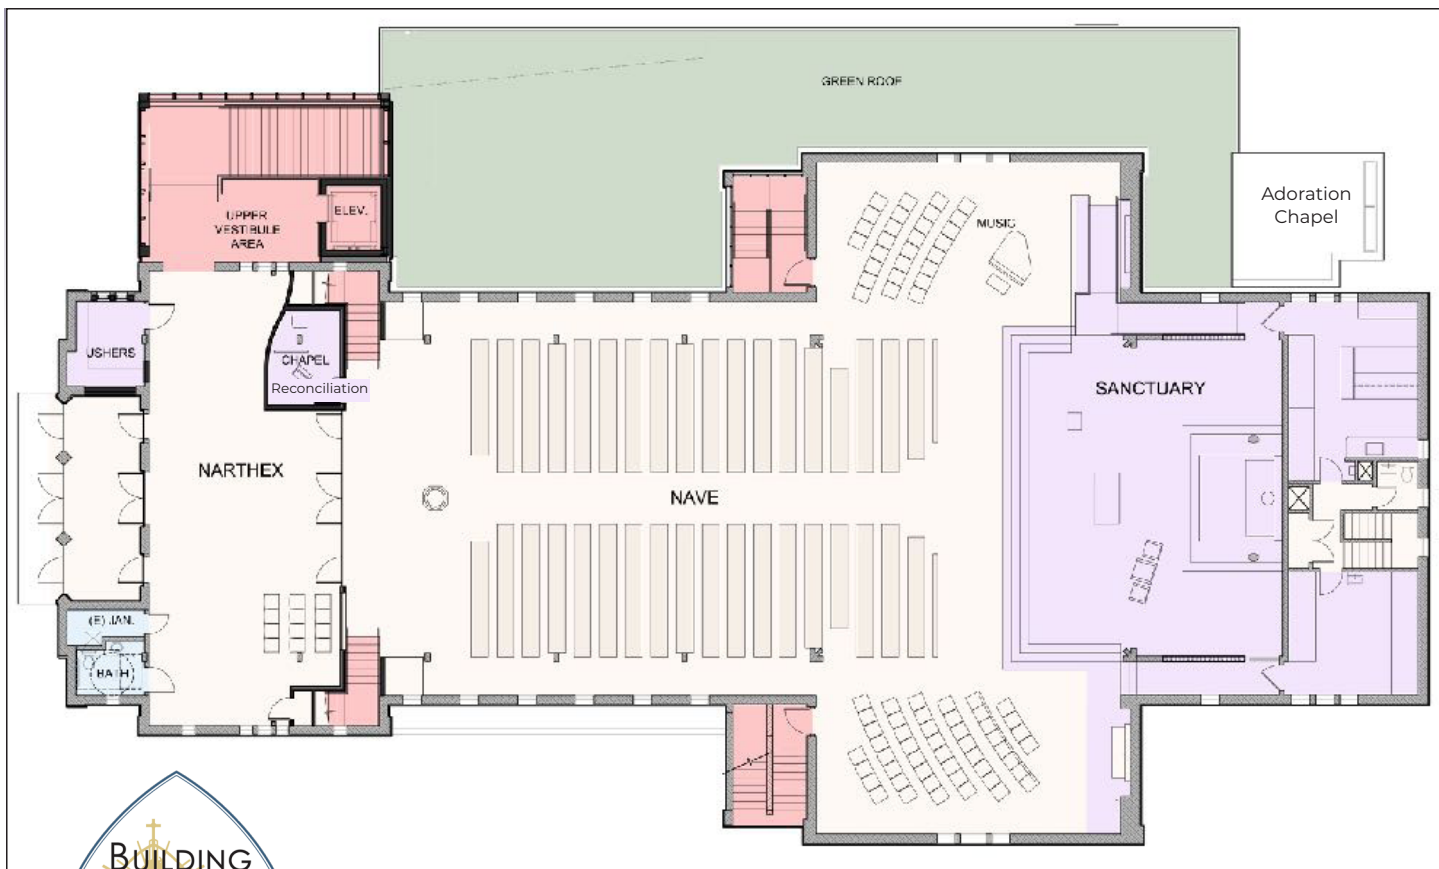 GREEN ROOF
Adoration
Chapel
ELEV.
UPPER
VESTIBULE
AREA
MUSIC
USHERS
CHAPEL
Reconciliation
SANCTUARY
NARTHEX
NAVE
(E) JAN.
BATH
BUILDING